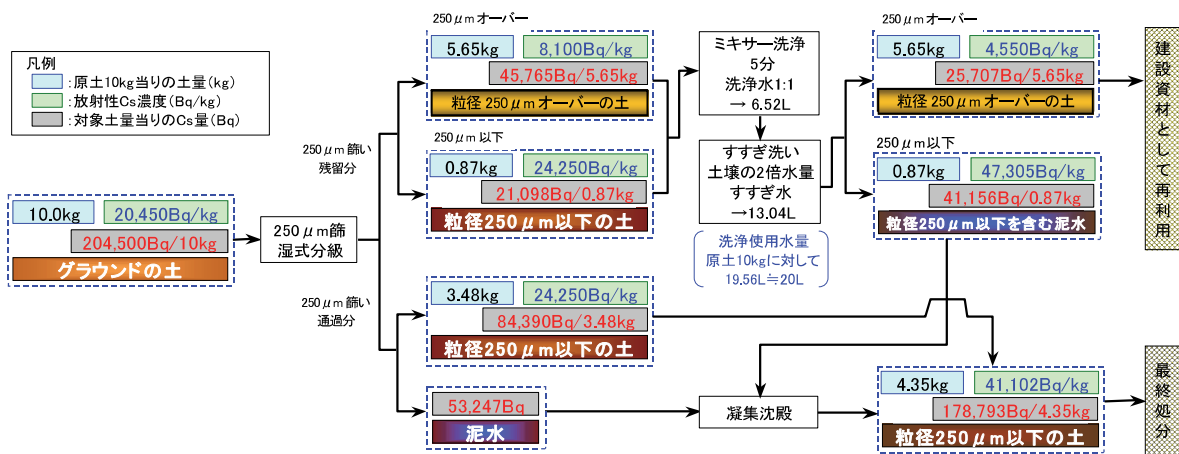 凡例
:原土10kg当りの土量(kg)
:放射性Cs濃度(Bq/kg)
:対象土量当りのCs量(Bq)
10.0kg
20,450Bq/kg
204,500Bq/10kg
グラウンドの土
250μm篩
湿式分級
250μm篩い
残留分
250μm篩い
通過分
250μmオーバー
5.65kg
8,100Bq/kg
45,765Bq/5.65kg
粒径250μmオーバーの土
250μm以下
0.87kg
24,250Bq/kg
21,098Bq/0.87kg
粒径250μm以下の土
3.48kg
24,250Bq/kg
84,390Bq/3.48kg
粒径250μm以下の土
53,247Bq
泥水
ミキサー洗浄
5分
洗浄水1:1
→ 6.52L
すすぎ洗い
土壌の2倍水量
すすぎ水
→13.04L
洗浄使用水量
原土10kgに対して
19.56L≒20L
凝集沈殿
250μmオーバー
5.65kg
4,550Bq/kg
25,707Bq/5.65kg
粒径250μmオーバーの土
250μm以下
0.87kg
47,305Bq/kg
41,156Bq/0.87kg
粒径250μm以下を含む泥水
4.35kg
41,102Bq/kg
178,793Bq/4.35kg
粒径250μm以下の土
建設資材として再利用
最終処分